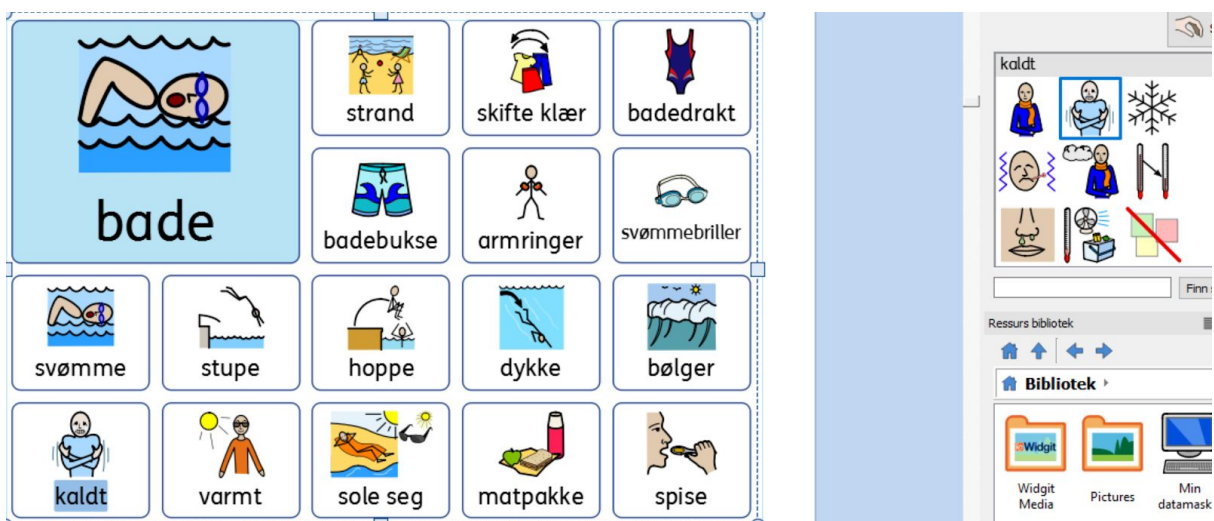 bade
strand
skifte klær
badedrakt
badebukse
armringer
svømmebriller
svømme
stupe
hoppe
dykke
bølger
kaldt
varmt
sole seg
matpakke
spise
kaldt
Finn
Ressurs bibliotek
Bibliotek
Widgit
Widgit
Media
Pictures
Min